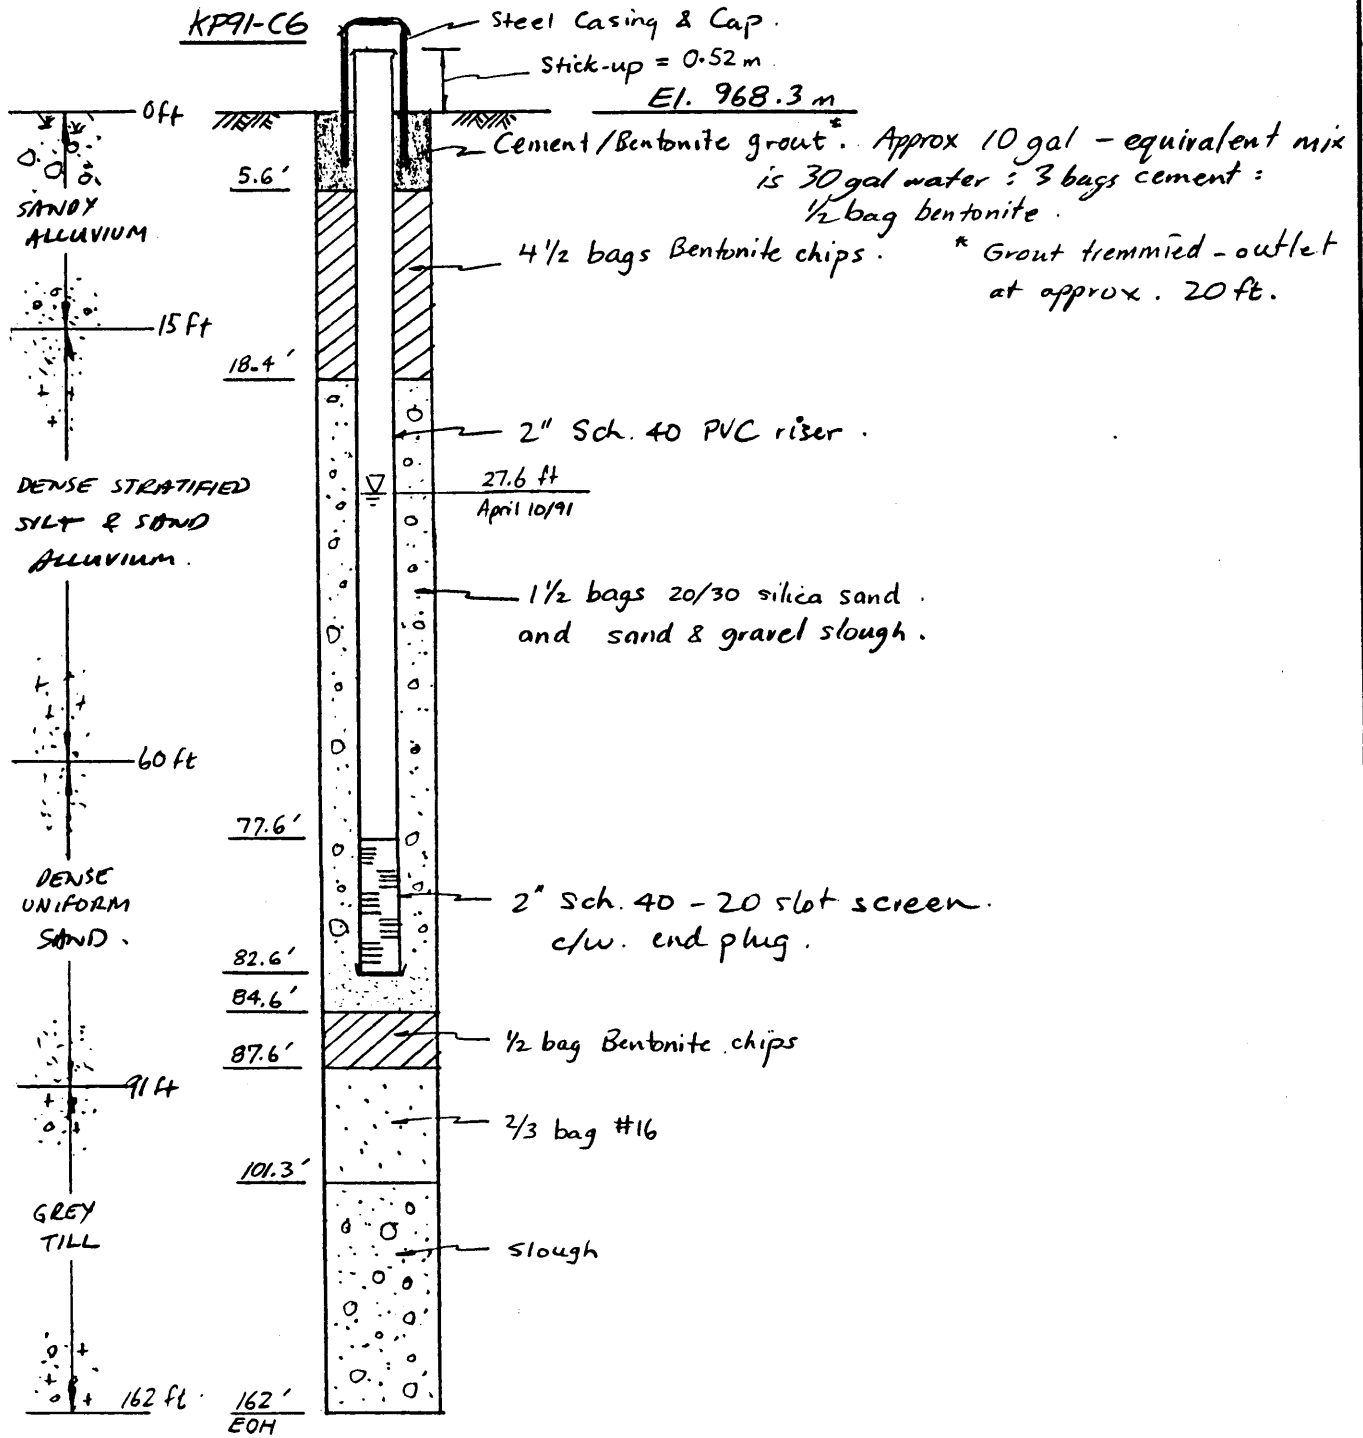 KP91-C6
Steel Casing & Cap.
Stick-up = 0.52 m
El. 968.3 m
0ft
Cement/Bentonite grout*. Approx 10 gal - equivalent mix
is 30 gal water : 3 bags cement :
1/2 bag bentonite.
* Grout tremmied - outlet
at approx. 20 ft.
5.6'
SANDY
ALLUVIUM
4 1/2 bags Bentonite chips.
15 ft
18.4'
2" Sch. 40 PVC riser.
27.6 ft
April 10/91
DENSE STRATIFIED
SILT & SAND
ALLUVIUM.
1 1/2 bags 20/30 silica sand.
and sand & gravel slough.
60 ft
77.6'
DENSE
UNIFORM
SAND.
2" Sch. 40 - 20 slot screen.
c/w. end plug.
82.6'
84.6'
1/2 bag Bentonite chips
87.6'
91 ft
2/3 bag #16
101.3'
GREY
TILL
slough
162 ft.
162'
EOH